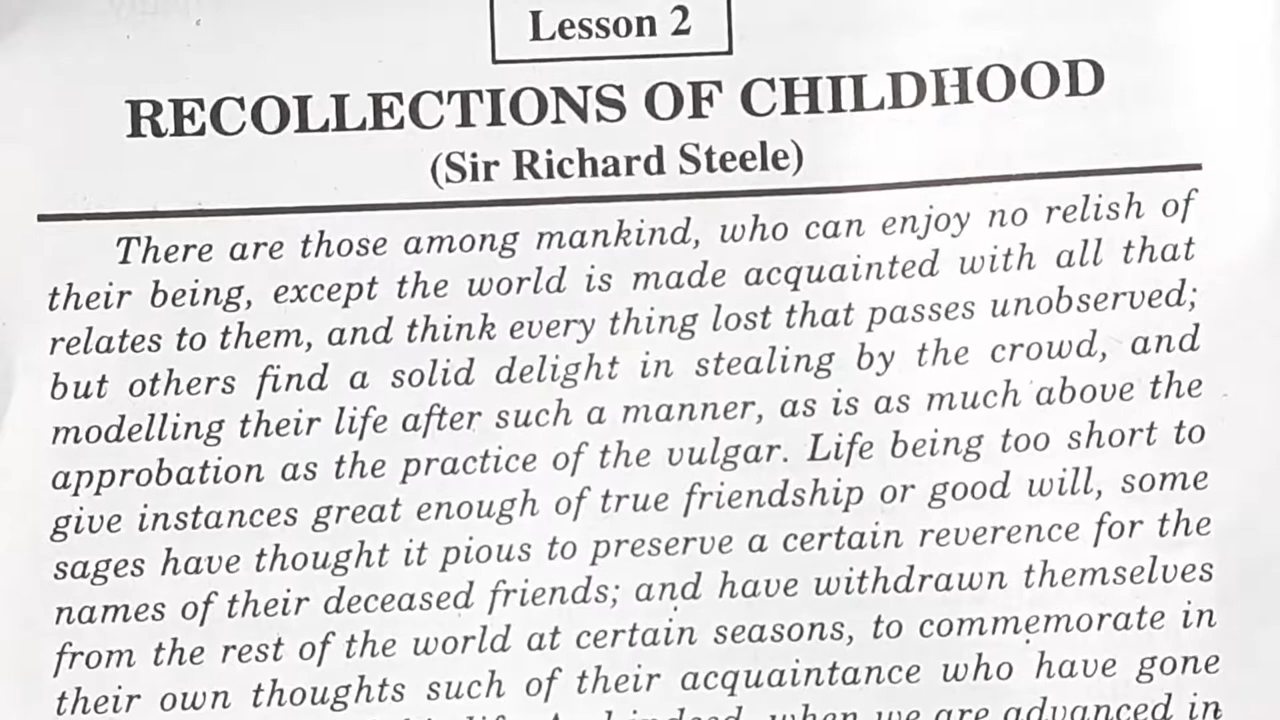 Lesson 2
RECOLLECTIONS OF CHILDHOOD
(Sir Richard Steele)
There are those among mankind, who can enjoy no relish of
their being, except the world is made acquainted with all that
relates to them, and think every thing lost that passes unobserved;
but others find a solid delight in stealing by the crowd, and
modelling their life after such a manner, as is as much above the
approbation as the practice of the vulgar. Life being too short to
give instances great enough of true friendship or good will, some
sages have thought it pious to preserve a certain reverence for the
names of their deceased friends; and have withdrawn themselves
from the rest of the world at certain seasons, to commemorate in
their own thoughts such of their acquaintance who have gone
indeed, when we are advanced in